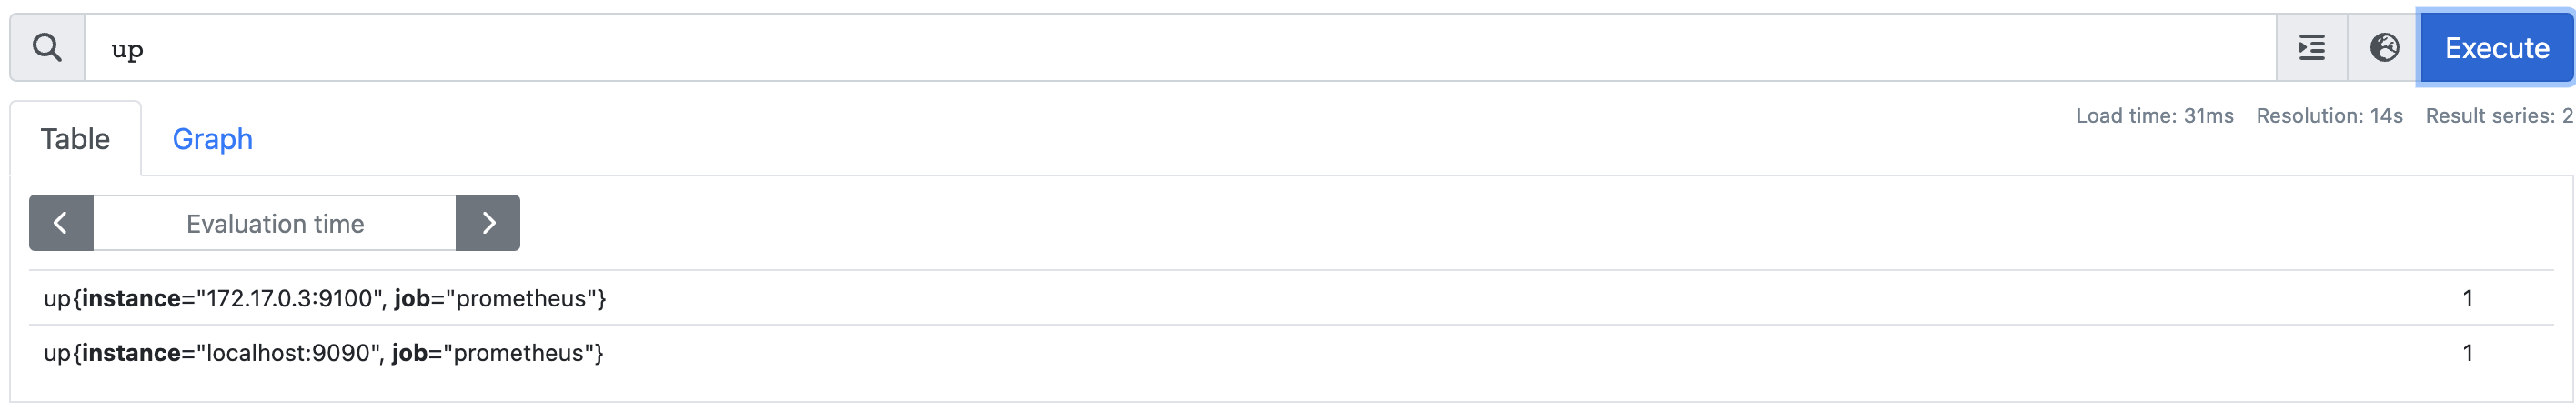 up
Execute
Load time: 31ms Resolution: 14s Result series: 2
Table Graph
Evaluation time
up{instance="172.17.0.3:9100", job="prometheus"} 1
up{instance="localhost:9090", job="prometheus"} 1